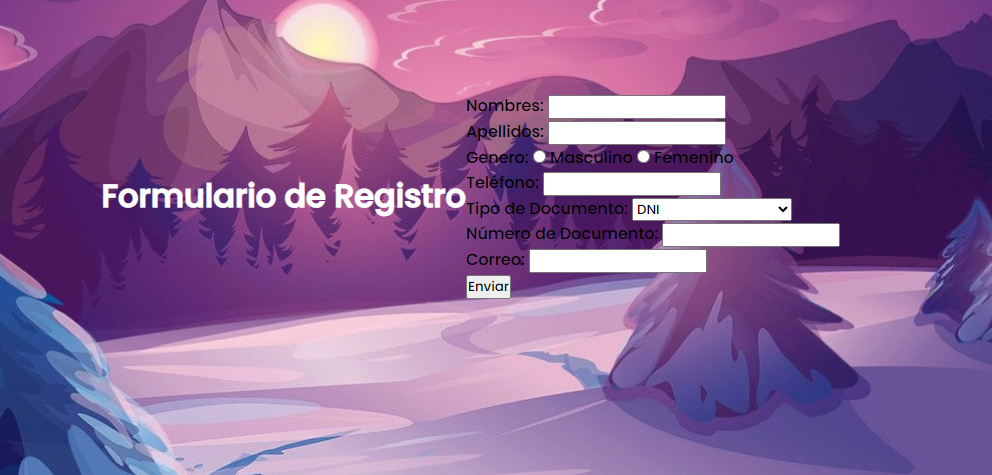 Formulario de Registro
Nombres:
Apellidos:
Genero: Masculino Femenino
Teléfono:
Tipo de Documento: DNI
Número de Documento:
Correo:
Enviar